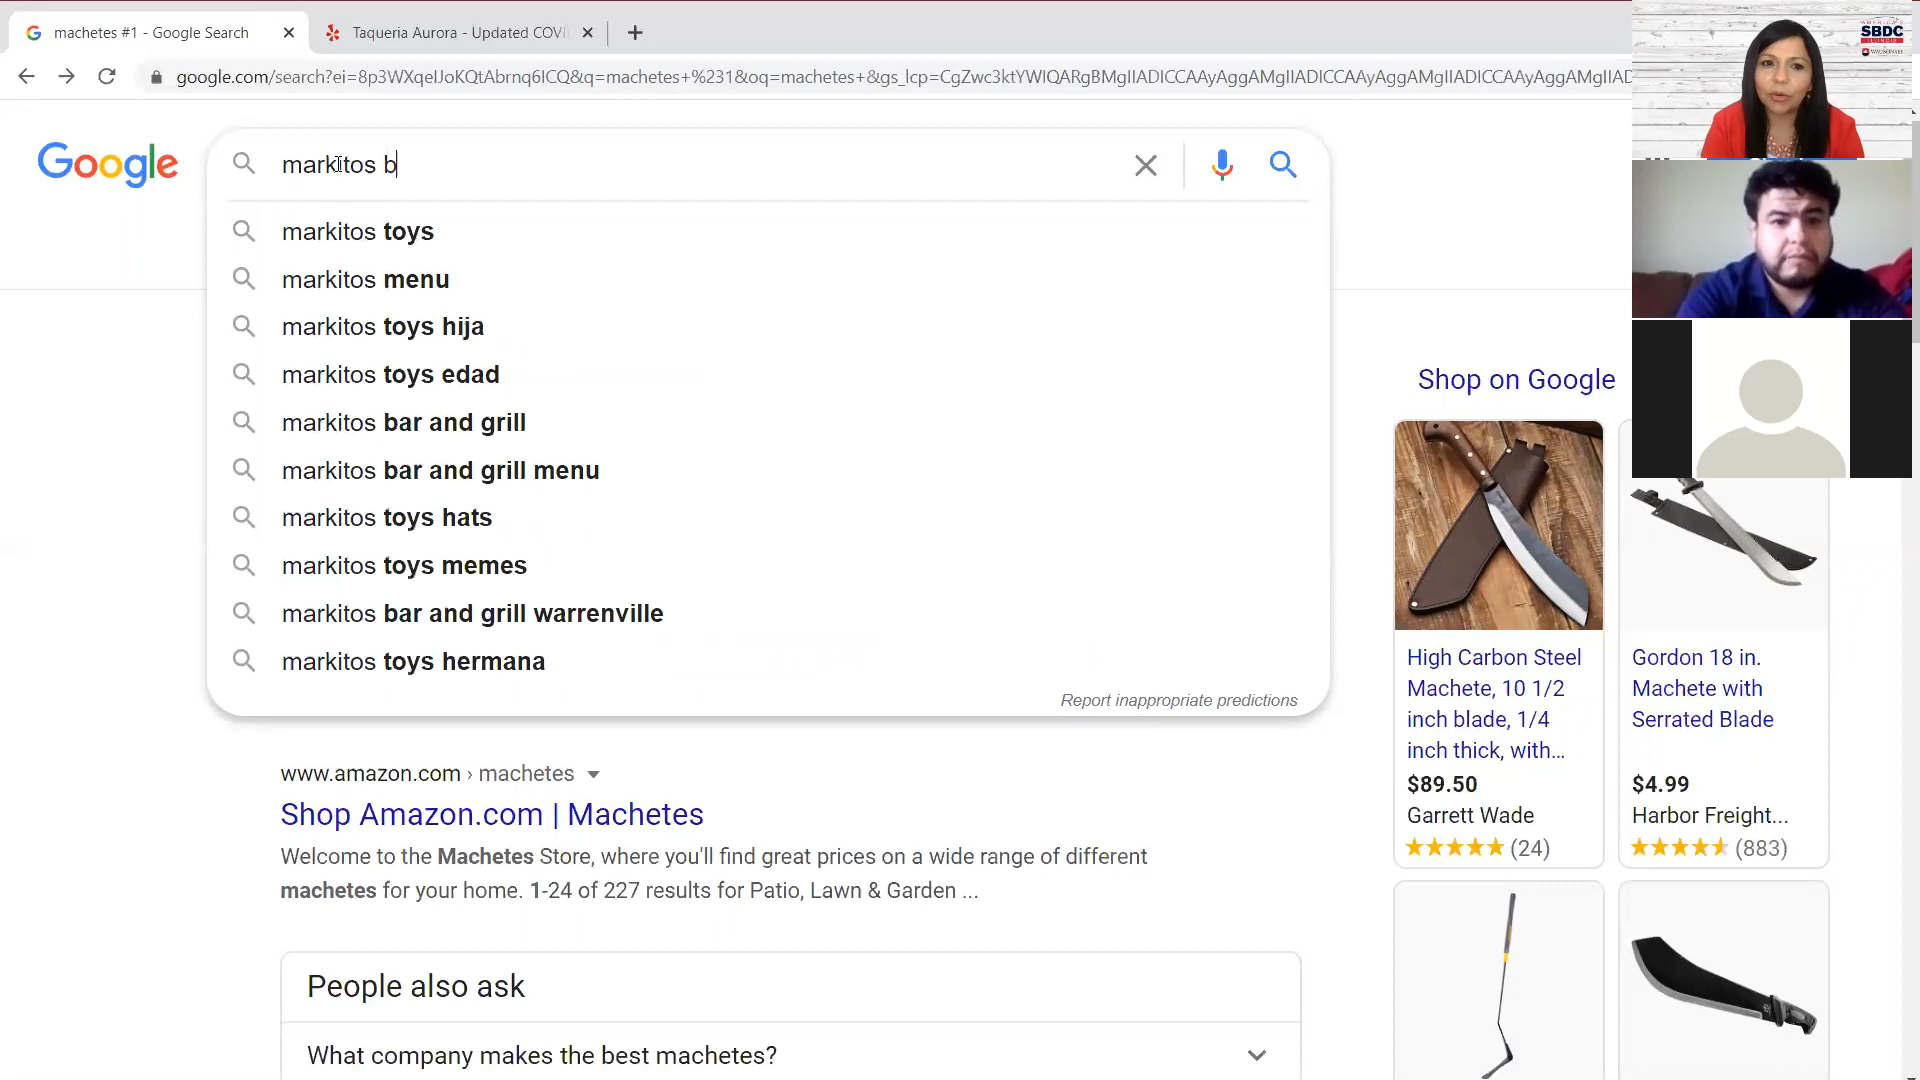 machetes #1 - Google Search
Taqueria Aurora - Updated COVI
google.com/search?ei=8p3WXqeIJoKQtAbrnq6ICQ&q=machetes+%231&oq=machetes+&gs_lcp=CgZwc3ktYWIQARgBMgIIADICCAAyAggAMgIIADICCAAyAggAMgIIADICCAAyAggAMgIIAD
AMERICA'S
SBDC
ILLINOIS
WAUBONSEE
Google
markitos b
markitos toys
markitos menu
markitos toys hija
markitos toys edad
markitos bar and grill
markitos bar and grill menu
markitos toys hats
markitos toys memes
markitos bar and grill warrenville
markitos toys hermana
Report inappropriate predictions
www.amazon.com › machetes
Shop Amazon.com | Machetes
Welcome to the Machetes Store, where you'll find great prices on a wide range of different
machetes for your home. 1-24 of 227 results for Patio, Lawn & Garden ...
People also ask
What company makes the best machetes?
Shop on Google
High Carbon Steel
Machete, 10 1/2
inch blade, 1/4
inch thick, with...
$89.50
Garrett Wade
(24)
Gordon 18 in.
Machete with
Serrated Blade
$4.99
Harbor Freight...
(883)